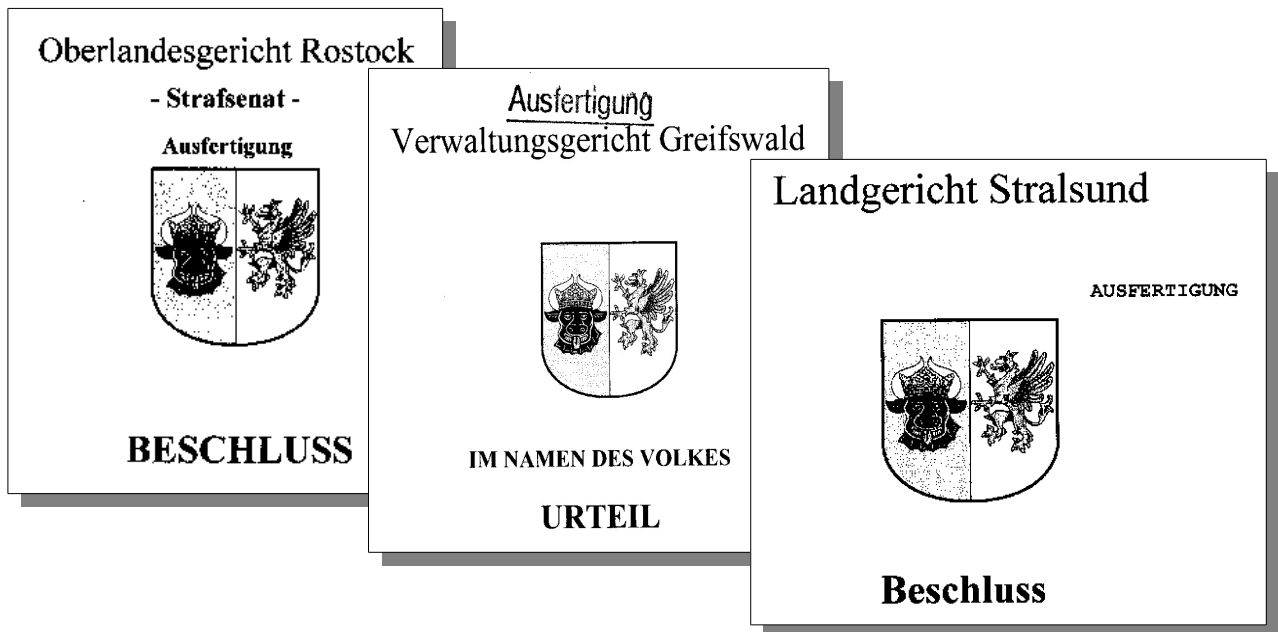 Oberlandesgericht Rostock
- Strafsenat -
Ausfertigung
BESCHLUSS
Ausfertigung
Verwaltungsgericht Greifswald
IM NAMEN DES VOLKES
URTEIL
Landgericht Stralsund
AUSFERTIGUNG
Beschluss